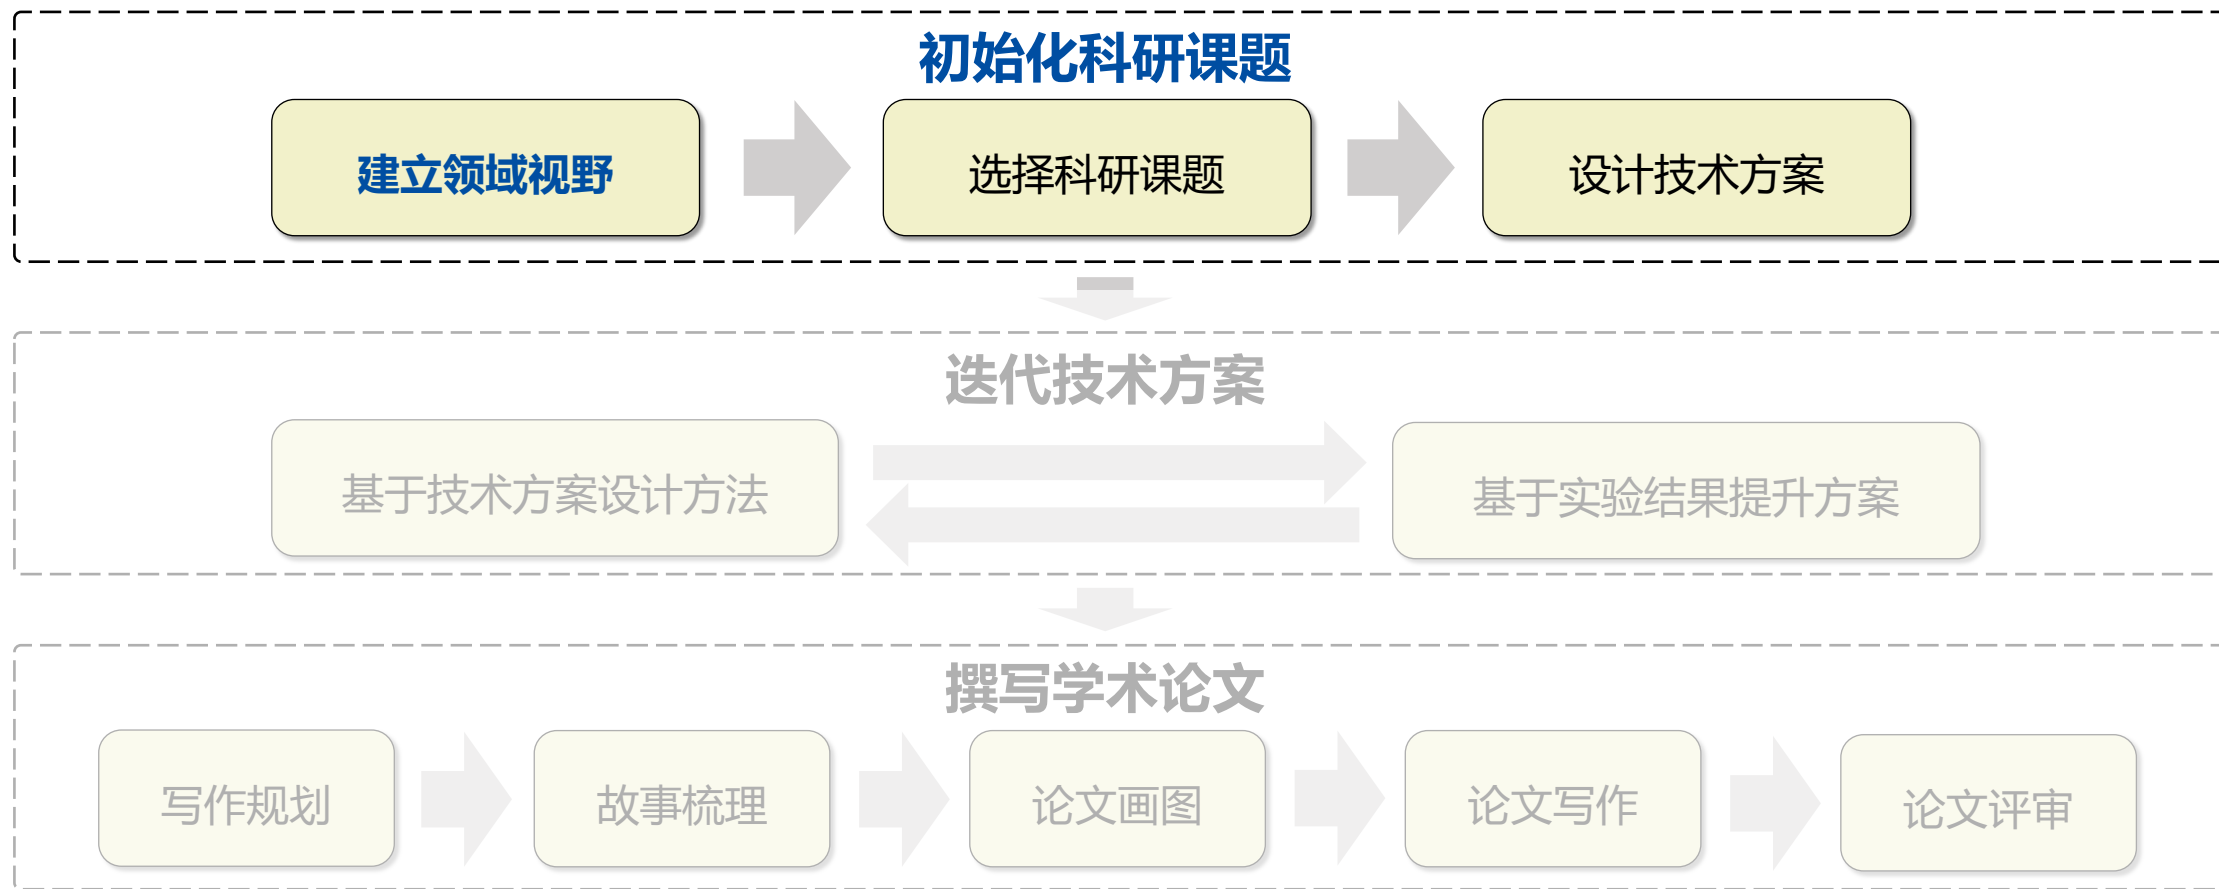 初始化科研课题
建立领域视野
选择科研课题
设计技术方案
迭代技术方案
基于技术方案设计方法
基于实验结果提升方案
撰写学术论文
写作规划
故事梳理
论文画图
论文写作
论文评审